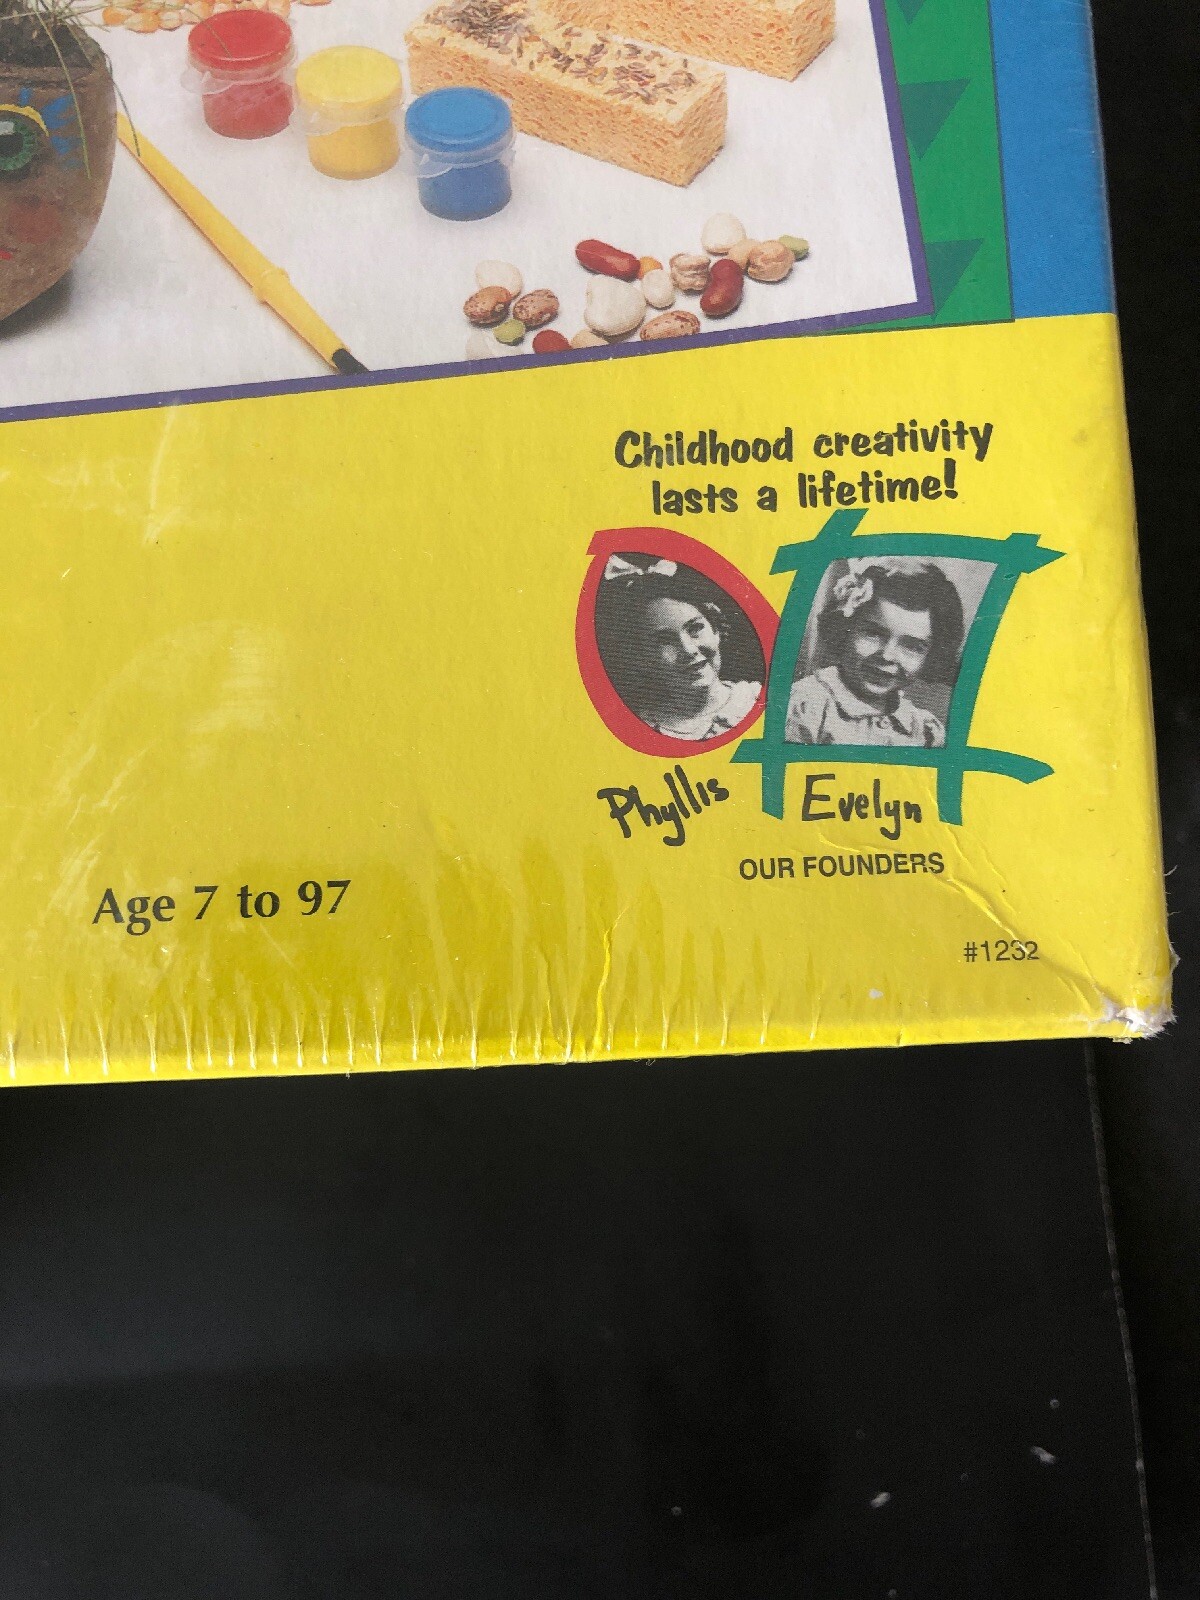 Childhood creativity
lasts a lifetime!
Phyllis
Evelyn
OUR FOUNDERS
Age 7 to 97
#1232